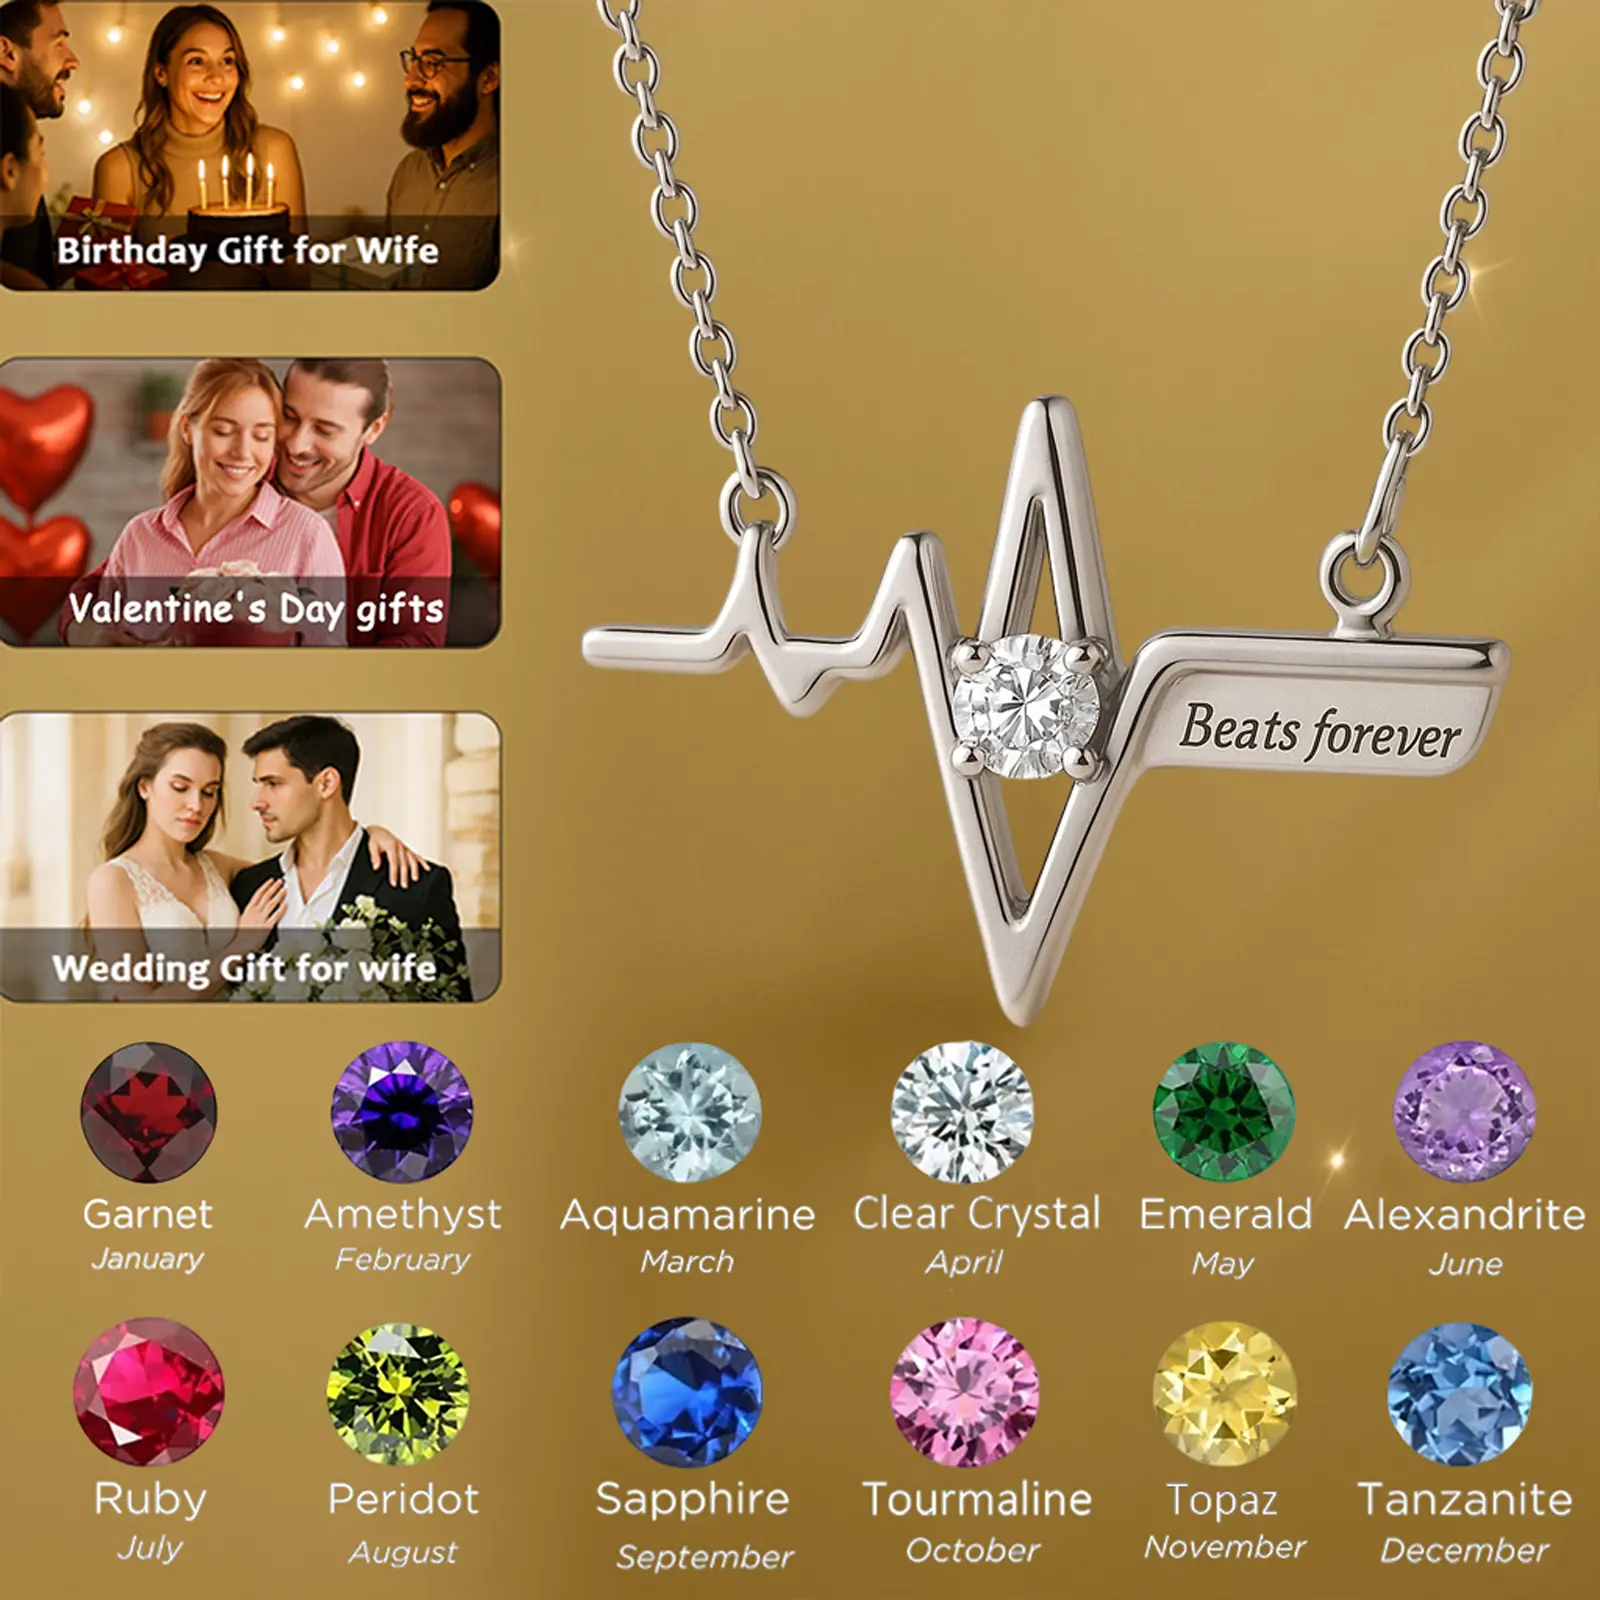 Birthday Gift for Wife
Valentine's Day gifts
Wedding Gift for wife
Beats forever
Garnet
January
Amethyst
February
Aquamarine
March
Clear Crystal
April
Emerald
May
Alexandrite
June
Ruby
July
Peridot
August
Sapphire
September
Tourmaline
October
Topaz
November
Tanzanite
December